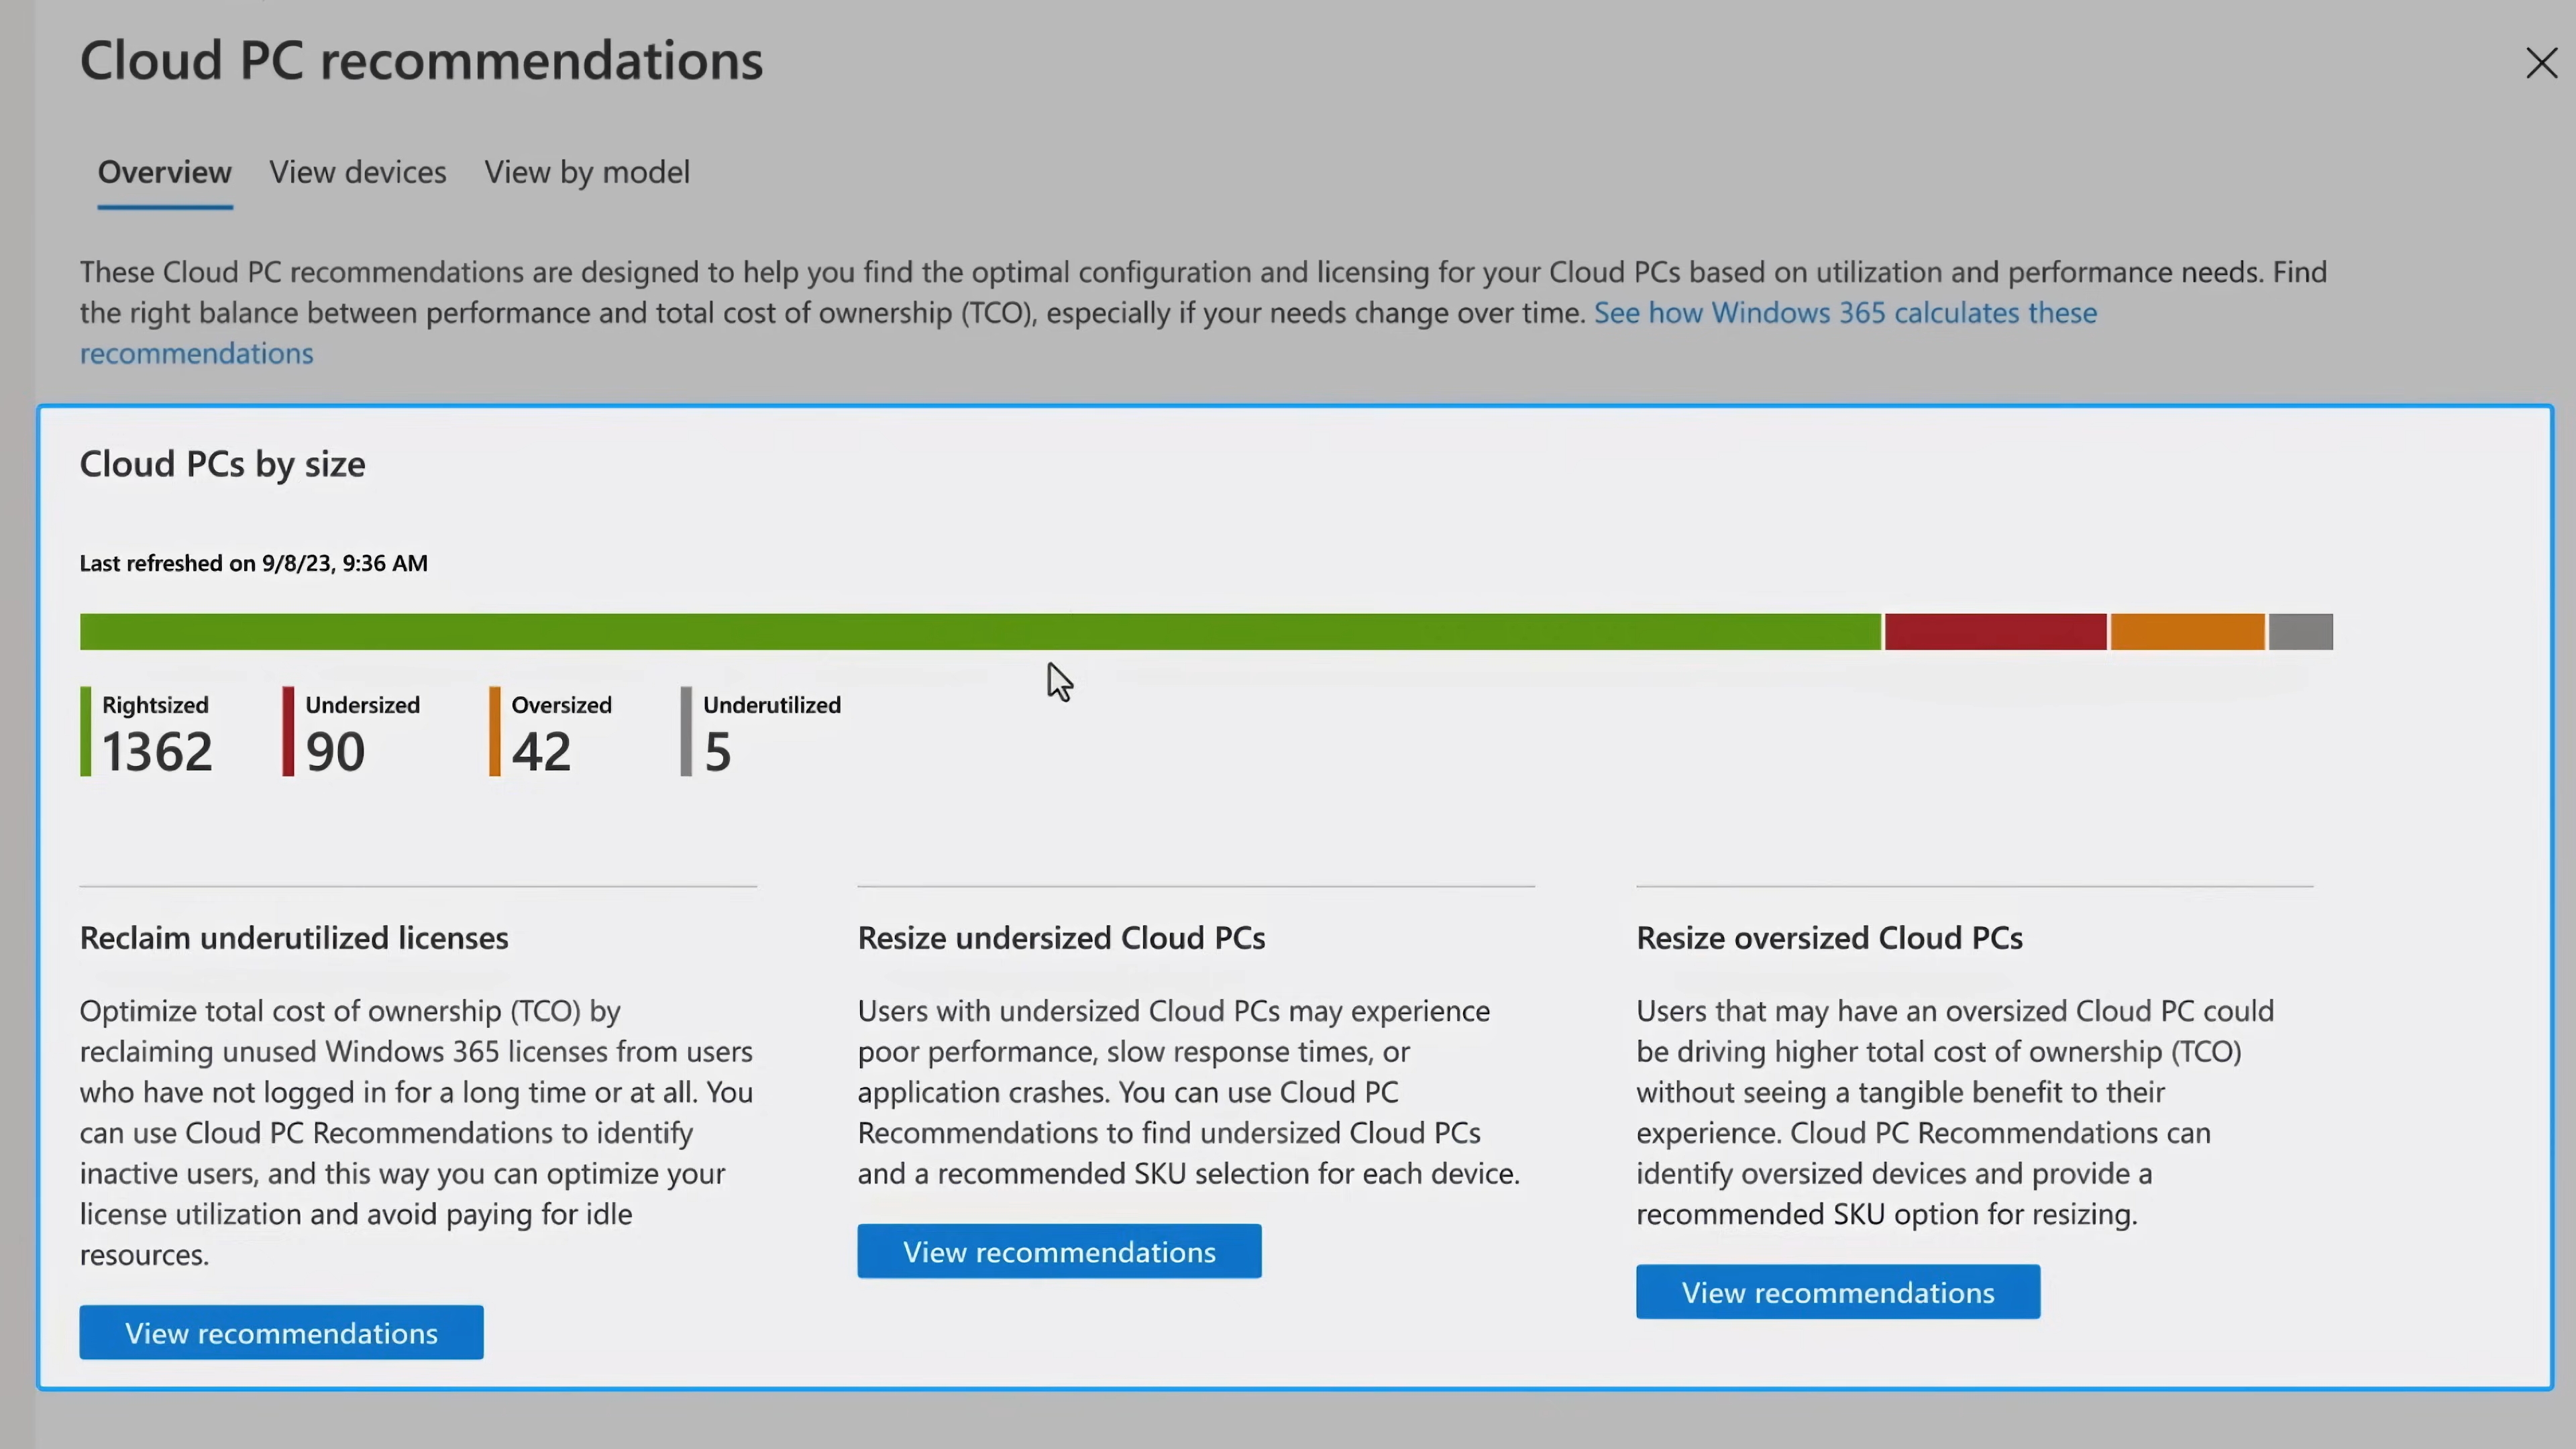 Cloud PC recommendations
Overview View devices View by model
These Cloud PC recommendations are designed to help you find the optimal configuration and licensing for your Cloud PCs based on utilization and performance needs. Find
the right balance between performance and total cost of ownership (TCO), especially if your needs change over time. See how Windows 365 calculates these
recommendations
Cloud PCs by size
Last refreshed on 9/8/23, 9:36 AM
Rightsized Undersized Oversized Underutilized
1362 90 42 5
Reclaim underutilized licenses
Optimize total cost of ownership (TCO) by
reclaiming unused Windows 365 licenses from users
who have not logged in for a long time or at all. You
can use Cloud PC Recommendations to identify
inactive users, and this way you can optimize your
license utilization and avoid paying for idle
resources.
View recommendations
Resize undersized Cloud PCs
Users with undersized Cloud PCs may experience
poor performance, slow response times, or
application crashes. You can use Cloud PC
Recommendations to find undersized Cloud PCs
and a recommended SKU selection for each device.
View recommendations
Resize oversized Cloud PCs
Users that may have an oversized Cloud PC could
be driving higher total cost of ownership (TCO)
without seeing a tangible benefit to their
experience. Cloud PC Recommendations can
identify oversized devices and provide a
recommended SKU option for resizing.
View recommendations